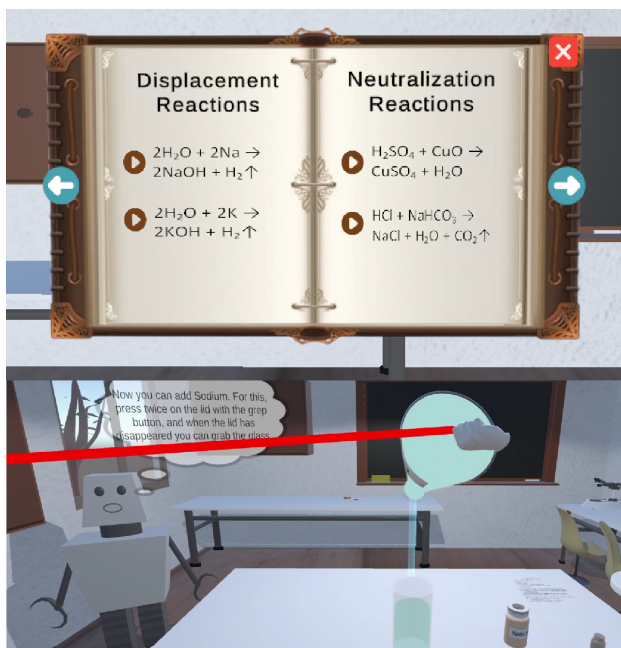 Displacement
Reactions
2H₂O + 2Na →
2NaOH + H₂↑
2H₂O + 2K →
2KOH + H₂↑
Neutralization
Reactions
H₂SO₄ + CuO →
CuSO₄ + H₂O
HCl + NaHCO₃ →
NaCl + H₂O + CO₂↑
Now you can add Sodium. For this,
press twice on the lid with the grep
button, and when the lid has
disappeared you can grab the glass